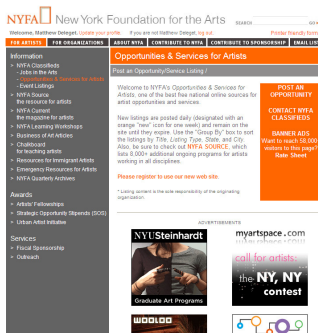 NYFA New York Foundation for the Arts
SEARCH
GO
Welcome, Matthew Deleget: Update your profile If you are not Matthew Deleget, log out. Printer friendly form
FOR ARTISTS FOR ORGANIZATIONS ABOUT NYFA CONTRIBUTE TO NYFA CONTRIBUTE TO SPONSORSHIP EMAIL LIST
Information
NYFA Classifieds
- Jobs in the Arts
- Opportunities & Services for Artists
- Event Listings
NYFA Source
the resource for artists
NYFA Current
the magazine for artists
NYFA Learning Workshops
Business of Art Articles
Chalkboard
for teaching artists
Resources for Immigrant Artists
Emergency Resources for Artists
NYFA Quarterly Archives
Awards
Artists' Fellowships
Strategic Opportunity Stipends (SOS)
Urban Artist Initiative
Services
Fiscal Sponsorship
Outreach
Opportunities & Services for Artists
Post an Opportunity/Service Listing /
Welcome to NYFA's Opportunities & Services for
Artists, one of the best free national online sources for
artist opportunities and services.
New listings are posted daily (designated with an
orange "new" icon for one week) and remain on the
site until they expire. Use the "Group By" box to sort
the listings by Title, Listing Type, State, and City.
Also, be sure to check out NYFA SOURCE, which
lists 8,000+ additional ongoing programs for artists
working in all disciplines.
Please register to use our new web site.
* Listing content is the sole responsibility of the originating
organization.
POST AN
OPPORTUNITY
CONTACT NYFA
CLASSIFIEDS
BANNER ADS
Want to reach 58,000
visitors to this page?
Rate Sheet
ADVERTISEMENTS
NYUSteinhardt
Graduate Art Programs
myartspace.com
call for artists:
the NY, NY
contest
WOOLOO